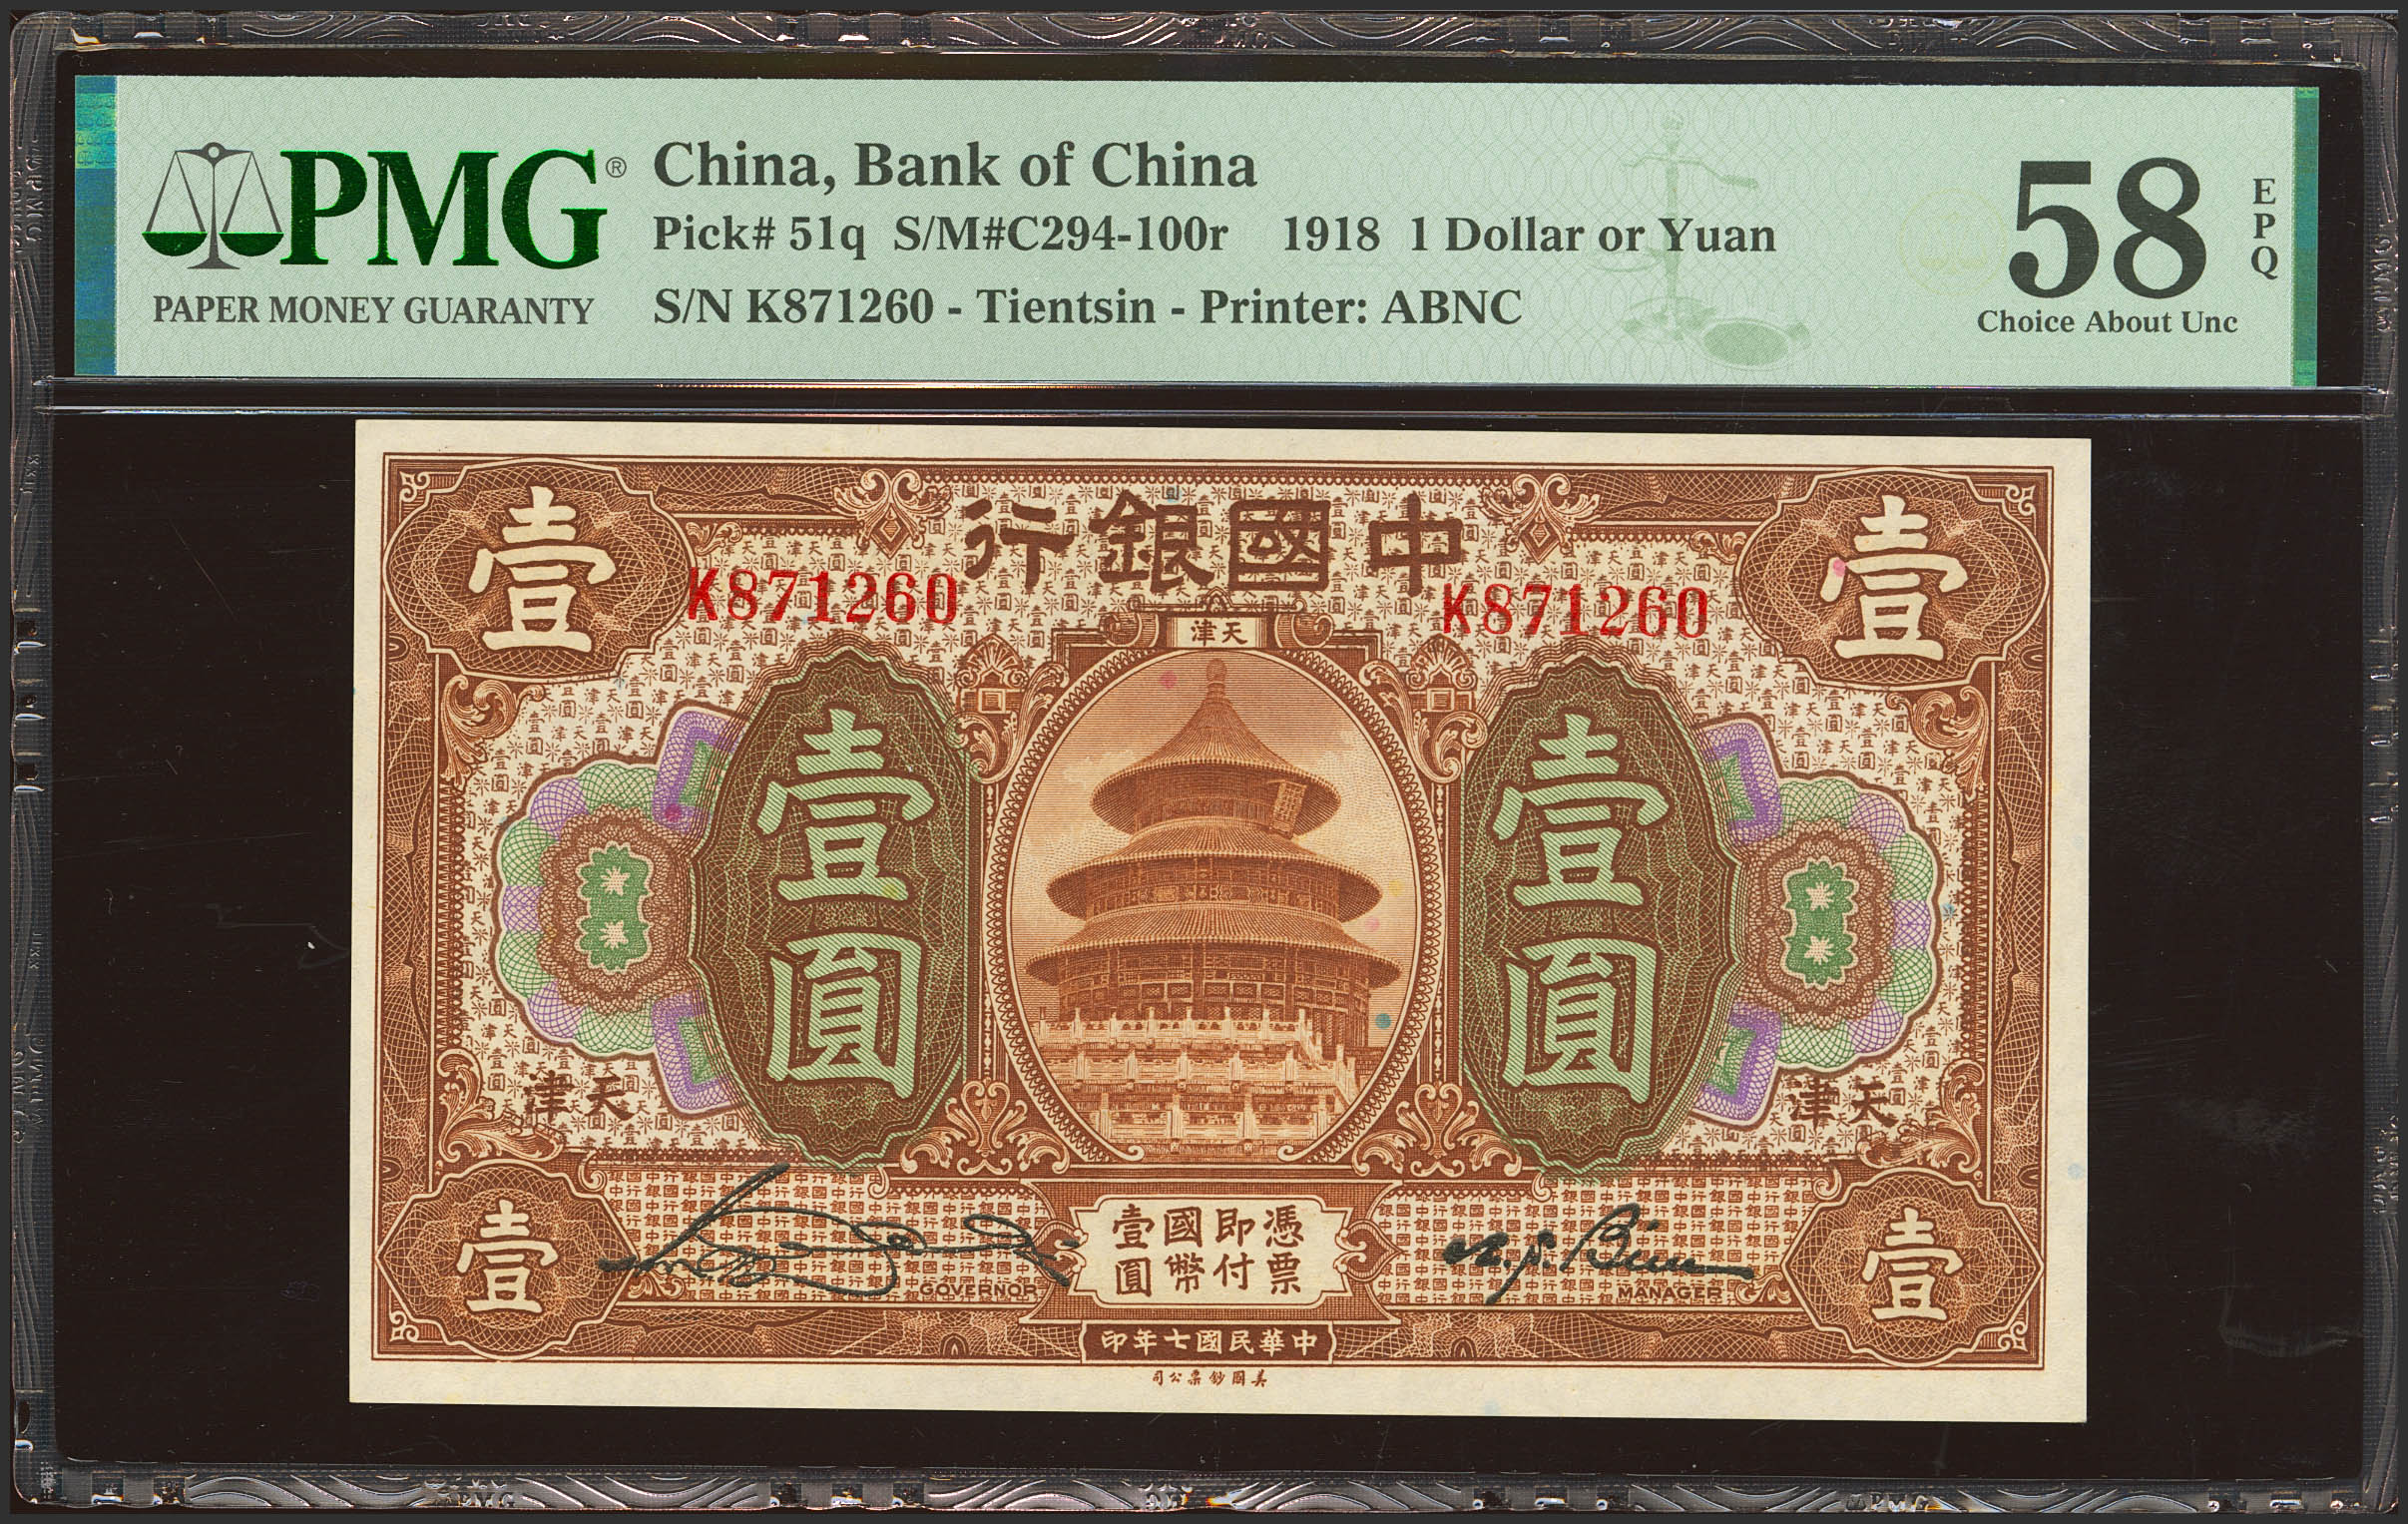 PMG®
PAPER MONEY GUARANTY
China, Bank of China
Pick# 51q S/M#C294-100r 1918 1 Dollar or Yuan
S/N K871260 - Tientsin - Printer: ABNC
58
EPQ
Choice About Unc
壹
行銀國中
壹
K871260
K871260
津天
壹圓
壹圓
津天
津天
壹
GOVERNOR
憑票
即付
國幣
壹圓
MANAGER
壹
印年七國民華中
司公票鈔國美